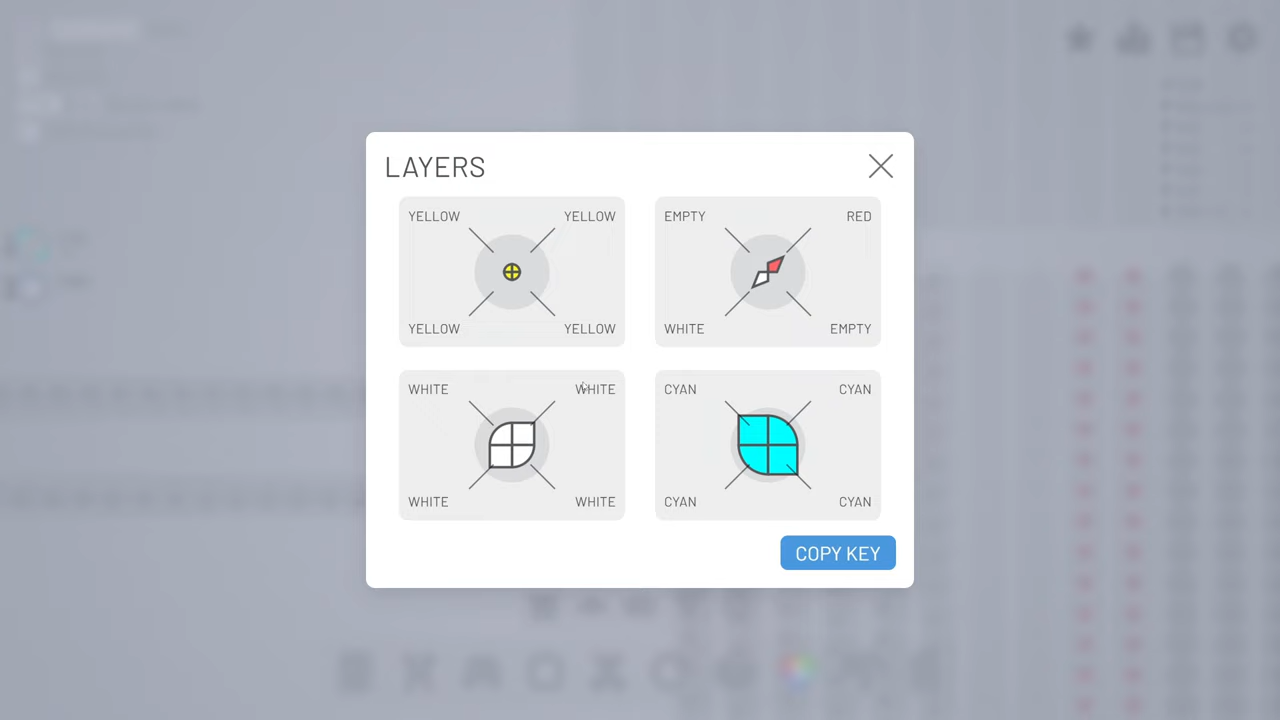 LAYERS
YELLOW YELLOW
YELLOW YELLOW
EMPTY RED
WHITE EMPTY
WHITE WHITE
WHITE WHITE
CYAN CYAN
CYAN CYAN
COPY KEY